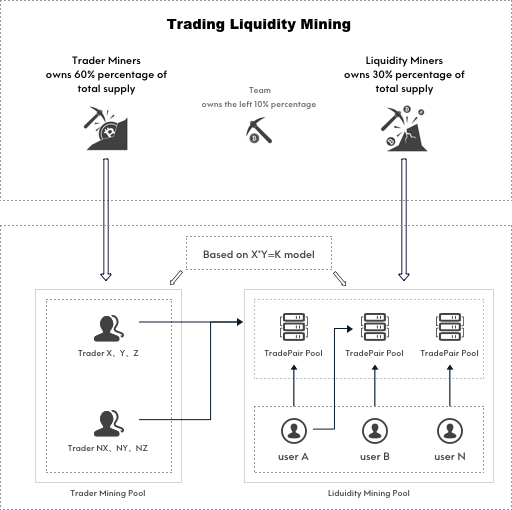 Trading Liquidity Mining
Trader Miners
owns 60% percentage of
total supply
Team
owns the left 10% percentage
Liquidity Miners
owns 30% percentage of
total supply
Based on X*Y=K model
Trader X、Y、Z
Trader NX、NY、NZ
Trader Mining Pool
TradePair Pool
TradePair Pool
TradePair Pool
user A
user B
user N
Liduidity Mining Pool